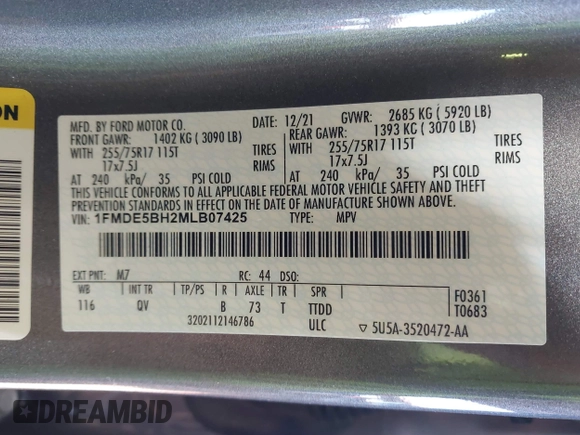 ON
MFD. BY FORD MOTOR CO.
DATE: 12/21 GVWR: 2685 KG ( 5920 LB)
FRONT GAWR: 1402 KG ( 3090 LB) REAR GAWR: 1393 KG ( 3070 LB)
WITH 255/75R17 115T TIRES WITH 255/75R17 115T TIRES
17x7.5J RIMS 17x7.5J RIMS
AT 240 kPa/ 35 PSI COLD AT 240 kPa/ 35 PSI COLD
THIS VEHICLE CONFORMS TO ALL APPLICABLE FEDERAL MOTOR VEHICLE SAFETY AND THEFT
PREVENTION STANDARDS IN EFFECT ON THE DATE OF MANUFACTURE SHOWN ABOVE.
VIN: 1FMDE5BH2MLB07425 TYPE: MPV
EXT PNT: M7 RC: 44 DSO:
WB INT TR TP/PS R AXLE TR SPR
116 QV B 73 T TTDD
F0361
T0683
3202112146786 ULC ▽ 5U5A-3520472-AA
DREAMBID